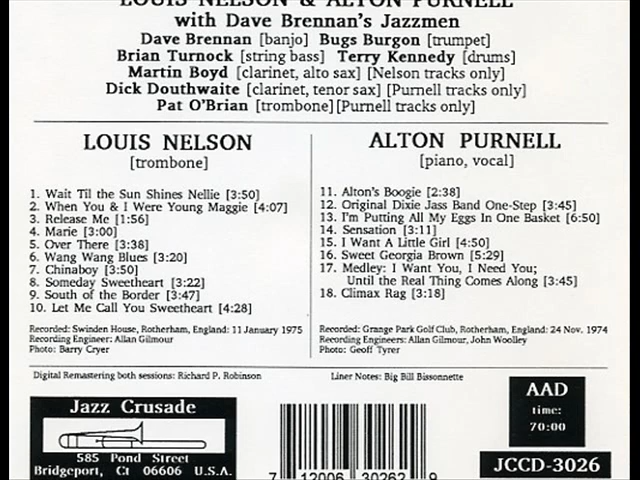 LOUIS NELSON & ALTON PURNELL
with Dave Brennan's Jazzmen
Dave Brennan [banjo] Bugs Burgon [trumpet]
Brian Turnock [string bass] Terry Kennedy [drums]
Martin Boyd [clarinet, alto sax] [Nelson tracks only]
Dick Douthwaite [clarinet, tenor sax] [Purnell tracks only]
Pat O'Brian [trombone][Purnell tracks only]
LOUIS NELSON
[trombone]
1. Wait Til the Sun Shines Nellie [3:50]
2. When You & I Were Young Maggie [4:07]
3. Release Me [1:56]
4. Marie [3:00]
5. Over There [3:38]
6. Wang Wang Blues [3:20]
7. Chinaboy [3:50]
8. Someday Sweetheart [3:22]
9. South of the Border [3:47]
10. Let Me Call You Sweetheart [4:28]
Recorded: Swinden House, Rotherham, England: 11 January 1975
Recording Engineer: Allan Gilmour
Photo: Barry Cryer
ALTON PURNELL
[piano, vocal]
11. Alton's Boogie [2:38]
12. Original Dixie Jass Band One-Step [3:45]
13. I'm Putting All My Eggs In One Basket [6:50]
14. Sensation [3:11]
15. I Want A Little Girl [4:50]
16. Sweet Georgia Brown [5:29]
17. Medley: I Want You, I Need You;
Until the Real Thing Comes Along [3:45]
18. Climax Rag [3:18]
Recorded: Grange Park Golf Club, Rotherham, England: 24 Nov. 1974
Recording Engineers: Allan Gilmour, John Woolley
Photo: Geoff Tyrer
Digital Remastering both sessions: Richard P. Robinson
Liner Notes: Big Bill Bissonnette
Jazz Crusade
585 Pond Street
Bridgeport, Ct 06606 U.S.A.
7 12006 30262 9
AAD
time:
70:00
JCCD-3026